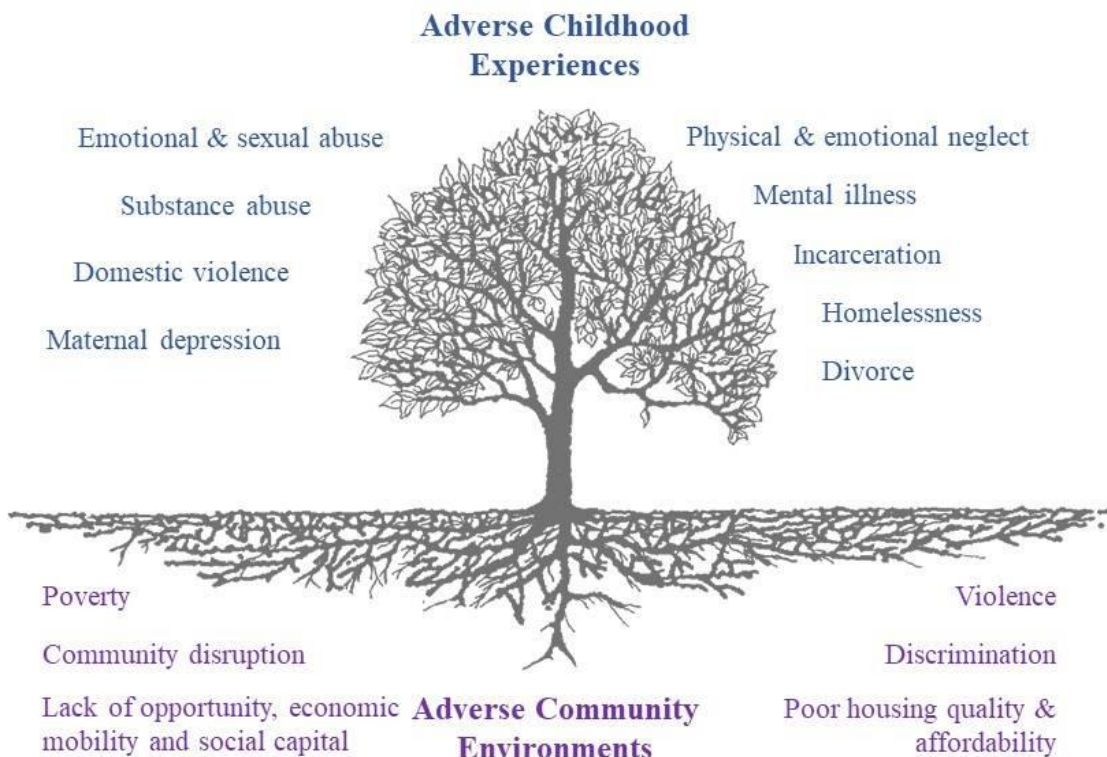 Adverse Childhood
Experiences
Emotional & sexual abuse
Substance abuse
Domestic violence
Maternal depression
Physical & emotional neglect
Mental illness
Incarceration
Homelessness
Divorce
Poverty
Community disruption
Lack of opportunity, economic
mobility and social capital
Adverse Community
Environments
Violence
Discrimination
Poor housing quality &
affordability